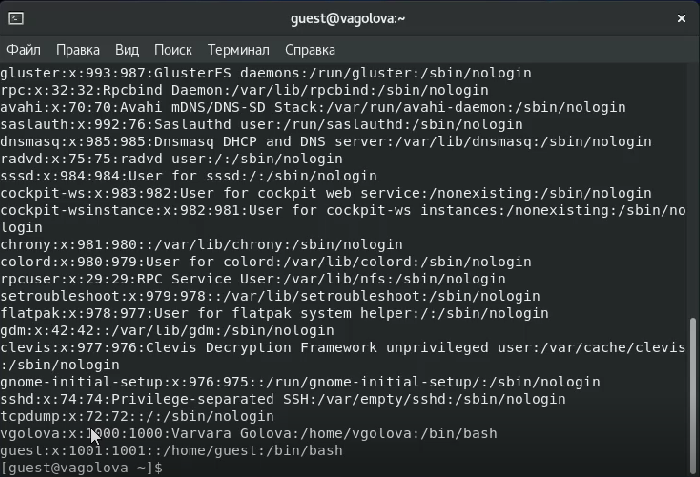 guest@vagolova:~
Файл Правка Вид Поиск Терминал Справка
gluster:x:993:987:GlusterFS daemons:/run/gluster:/sbin/nologin
rpc:x:32:32:Rpcbind Daemon:/var/lib/rpcbind:/sbin/nologin
avahi:x:70:70:Avahi mDNS/DNS-SD Stack:/var/run/avahi-daemon:/sbin/nologin
saslauth:x:992:76:Saslauthd user:/run/saslauthd:/sbin/nologin
dnsmasq:x:985:985:Dnsmasq DHCP and DNS server:/var/lib/dnsmasq:/sbin/nologin
radvd:x:75:75:radvd user:/:/sbin/nologin
sssd:x:984:984:User for sssd:/:/sbin/nologin
cockpit-ws:x:983:982:User for cockpit web service:/nonexisting:/sbin/nologin
cockpit-wsinstance:x:982:981:User for cockpit-ws instances:/nonexisting:/sbin/no
login
chrony:x:981:980::/var/lib/chrony:/sbin/nologin
colord:x:980:979:User for colord:/var/lib/colord:/sbin/nologin
rpcuser:x:29:29:RPC Service User:/var/lib/nfs:/sbin/nologin
setroubleshoot:x:979:978::/var/lib/setroubleshoot:/sbin/nologin
flatpak:x:978:977:User for flatpak system helper:/:/sbin/nologin
gdm:x:42:42::/var/lib/gdm:/sbin/nologin
clevis:x:977:976:Clevis Decryption Framework unprivileged user:/var/cache/clevis
:/sbin/nologin
gnome-initial-setup:x:976:975::/run/gnome-initial-setup/:/sbin/nologin
sshd:x:74:74:Privilege-separated SSH:/var/empty/sshd:/sbin/nologin
tcpdump:x:72:72::/:/sbin/nologin
vgolova:x:1000:1000:Varvara Golova:/home/vgolova:/bin/bash
guest:x:1001:1001::/home/guest:/bin/bash
[guest@vagolova ~]$